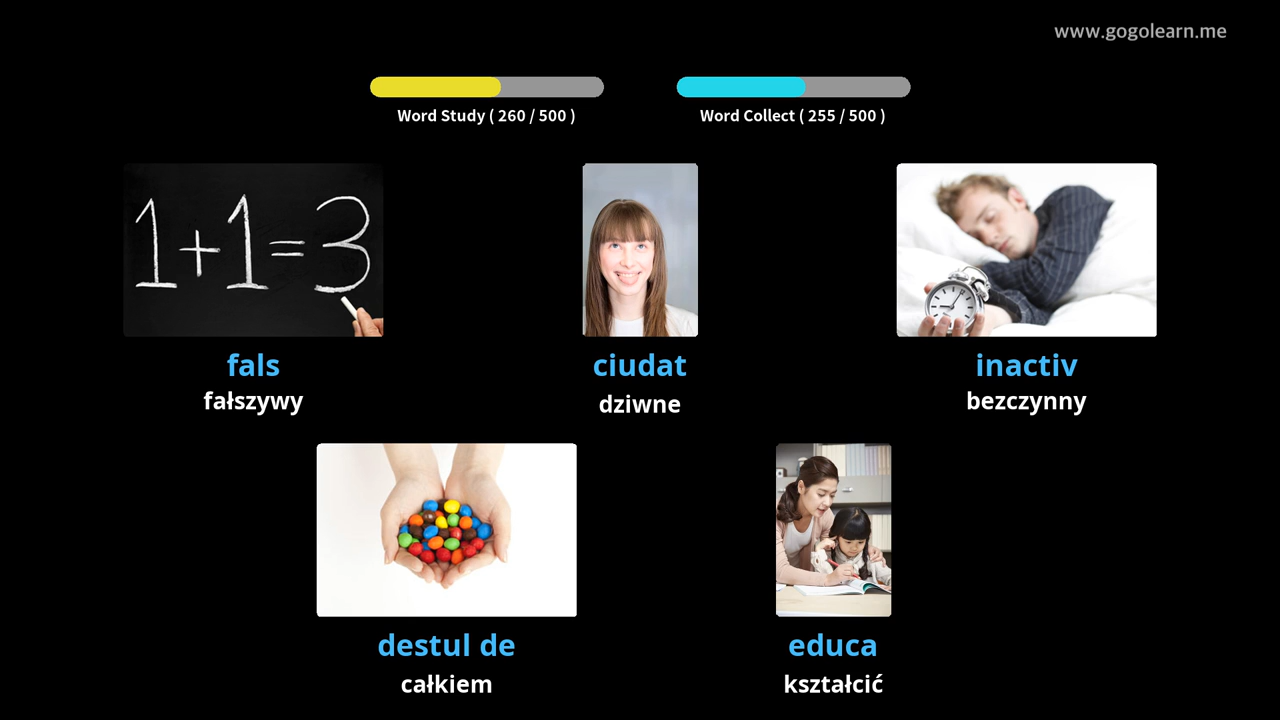 www.gogolearn.me
Word Study ( 260 / 500 )
Word Collect ( 255 / 500 )
1+1=3
fals
fałszywy
ciudat
dziwne
inactiv
bezczynny
destul de
całkiem
educa
kształcić